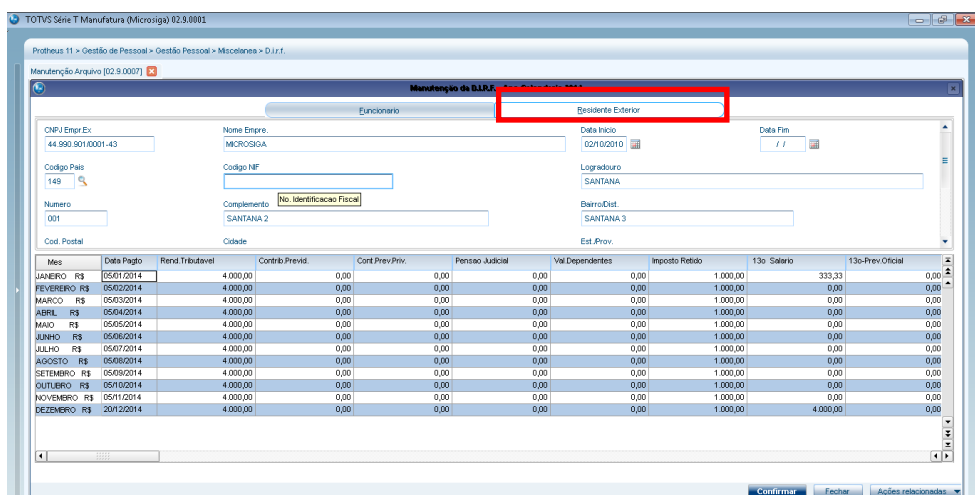 TOTVS Série T Manufatura (Microsiga) 02.9.0001
Protheus 11 > Gestão de Pessoal > Gestão Pessoal > Miscelanea > D.i.r.f.
Manutenção Arquivo [02.9.0007]
Manutenção da D.I.R.F.
Funcionario Residente Exterior
CNPJ Empr.Ex Nome Empre. Data Inicio Data Fim
44.990.901/0001-43 MICROSIGA 02/10/2010 / /
Codigo Pais Codigo NIF Logradouro
149 SANTANA
No. Identificacao Fiscal
Numero Complemento Bairro/Dist.
001 SANTANA 2 SANTANA 3
Cod. Postal Cidade Est./Prov.
Mes Data Pagto Rend.Tributavel Contrib.Previd. Cont.Prev.Priv. Pensao Judicial Val.Dependentes Imposto Retido 13o Salario 13o-Prev.Oficial
JANEIRO R$ 05/01/2014 4.000,00 0,00 0,00 0,00 0,00 1.000,00 333,33 0,00
FEVEREIRO R$ 05/02/2014 4.000,00 0,00 0,00 0,00 0,00 1.000,00 0,00 0,00
MARCO R$ 05/03/2014 4.000,00 0,00 0,00 0,00 0,00 1.000,00 0,00 0,00
ABRIL R$ 05/04/2014 4.000,00 0,00 0,00 0,00 0,00 1.000,00 0,00 0,00
MAIO R$ 05/05/2014 4.000,00 0,00 0,00 0,00 0,00 1.000,00 0,00 0,00
JUNHO R$ 05/06/2014 4.000,00 0,00 0,00 0,00 0,00 1.000,00 0,00 0,00
JULHO R$ 05/07/2014 4.000,00 0,00 0,00 0,00 0,00 1.000,00 0,00 0,00
AGOSTO R$ 05/08/2014 4.000,00 0,00 0,00 0,00 0,00 1.000,00 0,00 0,00
SETEMBRO R$ 05/09/2014 4.000,00 0,00 0,00 0,00 0,00 1.000,00 0,00 0,00
OUTUBRO R$ 05/10/2014 4.000,00 0,00 0,00 0,00 0,00 1.000,00 0,00 0,00
NOVEMBRO R$ 05/11/2014 4.000,00 0,00 0,00 0,00 0,00 1.000,00 0,00 0,00
DEZEMBRO R$ 20/12/2014 4.000,00 0,00 0,00 0,00 0,00 1.000,00 4.000,00 0,00
Confirmar Fechar Ações relacionadas